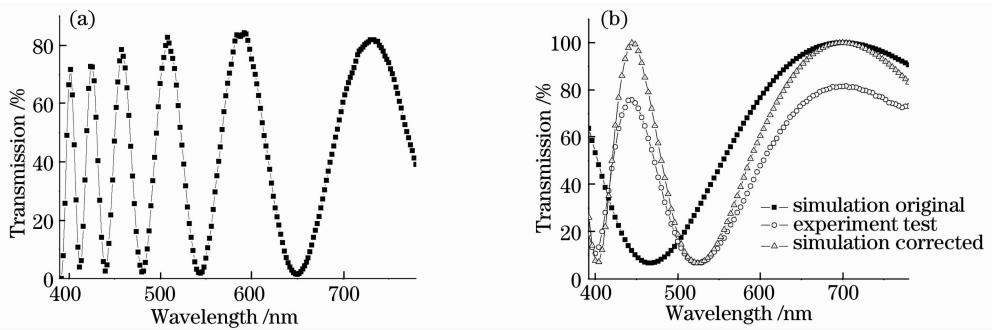 (a)
80
60
40
20
0
Transmission /%
400
500
600
700
Wavelength /nm
(b)
100
80
60
40
20
0
Transmission /%
400
500
600
700
Wavelength /nm
simulation original
experiment test
simulation corrected